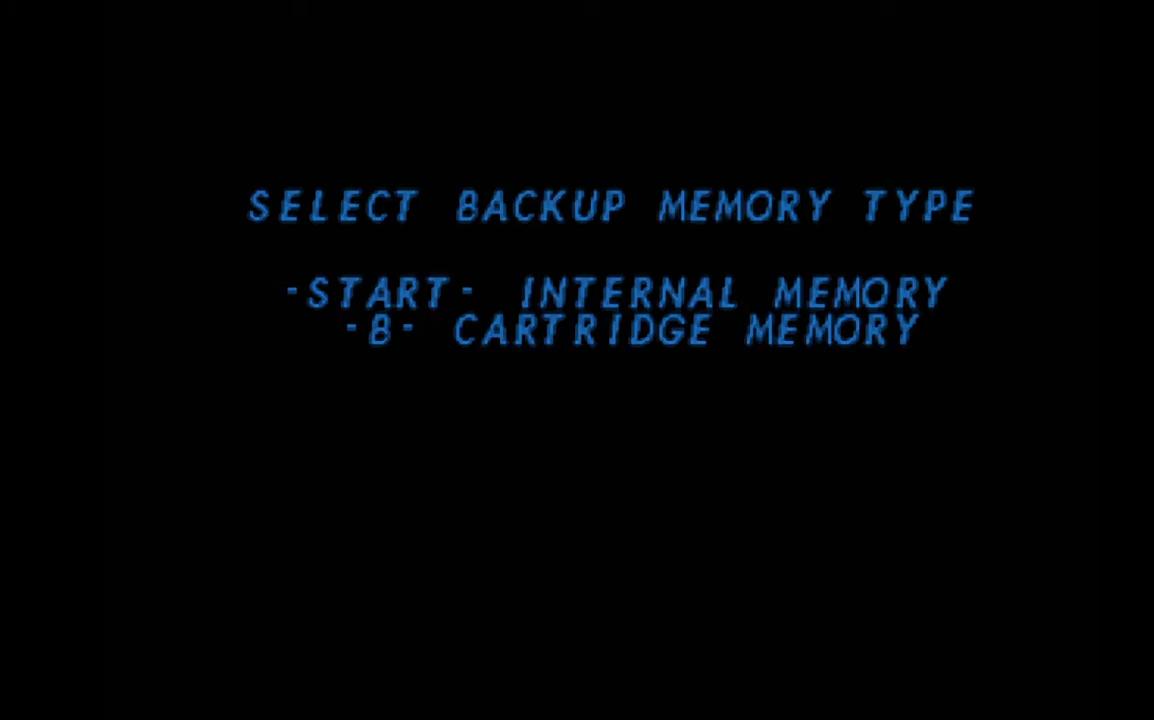 SELECT BACKUP MEMORY TYPE
-START- INTERNAL MEMORY
-B- CARTRIDGE MEMORY